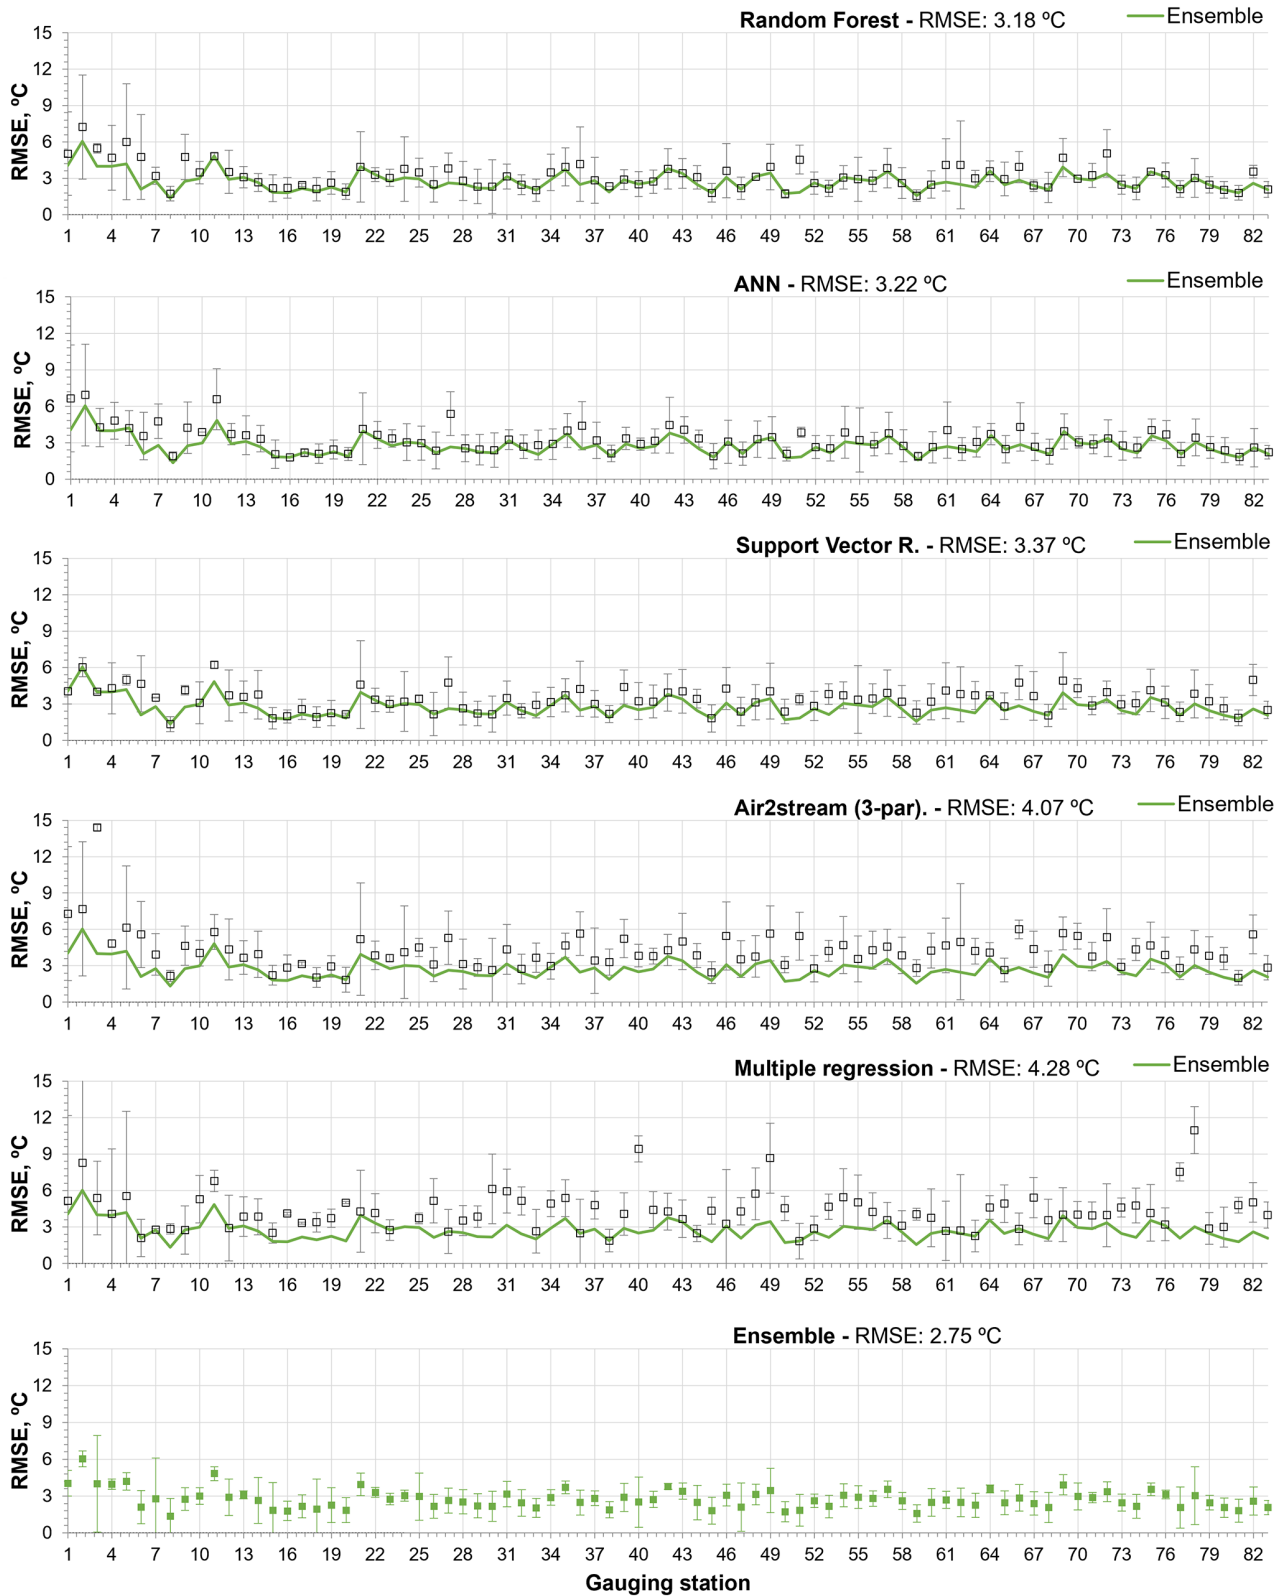 Random Forest - RMSE: 3.18 ºC
Ensemble
RMSE, ºC
15
12
9
6
3
0
1 4 7 10 13 16 19 22 25 28 31 34 37 40 43 46 49 52 55 58 61 64 67 70 73 76 79 82
ANN - RMSE: 3.22 ºC
Ensemble
RMSE, ºC
15
12
9
6
3
0
1 4 7 10 13 16 19 22 25 28 31 34 37 40 43 46 49 52 55 58 61 64 67 70 73 76 79 82
Support Vector R. - RMSE: 3.37 ºC
Ensemble
RMSE, ºC
15
12
9
6
3
0
1 4 7 10 13 16 19 22 25 28 31 34 37 40 43 46 49 52 55 58 61 64 67 70 73 76 79 82
Air2stream (3-par). - RMSE: 4.07 ºC
Ensemble
RMSE, ºC
15
12
9
6
3
0
1 4 7 10 13 16 19 22 25 28 31 34 37 40 43 46 49 52 55 58 61 64 67 70 73 76 79 82
Multiple regression - RMSE: 4.28 ºC
Ensemble
RMSE, ºC
15
12
9
6
3
0
1 4 7 10 13 16 19 22 25 28 31 34 37 40 43 46 49 52 55 58 61 64 67 70 73 76 79 82
Ensemble - RMSE: 2.75 ºC
RMSE, ºC
15
12
9
6
3
0
1 4 7 10 13 16 19 22 25 28 31 34 37 40 43 46 49 52 55 58 61 64 67 70 73 76 79 82
Gauging station